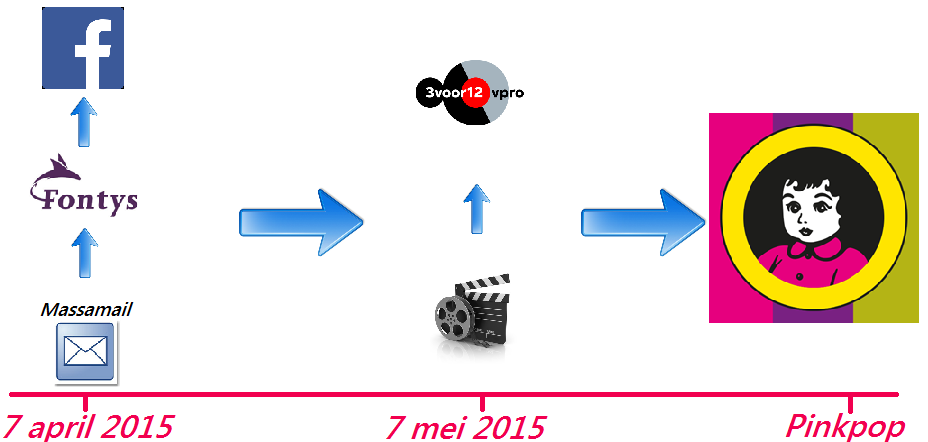 Fontys
Massamail
3voor12 vpro
7 april 2015
7 mei 2015
Pinkpop